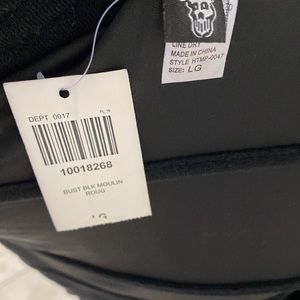 LINE DRY
MADE IN CHINA
STYLE HTMP-0047
SIZE: LG
DEPT 0017
10018268
BUST BLK MOULIN
ROUG
LG